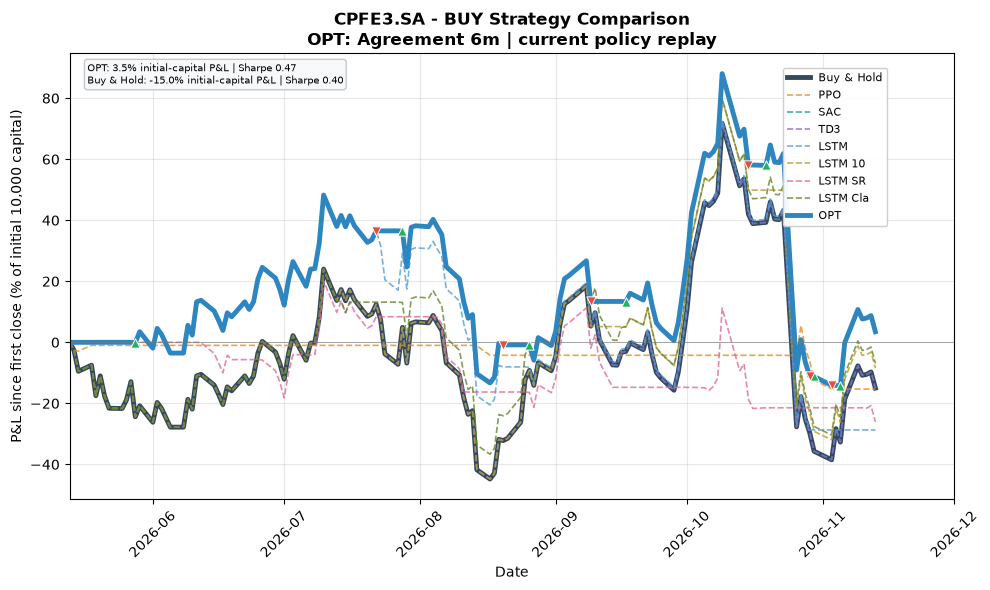 CPFE3.SA - BUY Strategy Comparison
OPT: Agreement 6m | current policy replay
OPT: 3.5% initial-capital P&L | Sharpe 0.47
Buy & Hold: -15.0% initial-capital P&L | Sharpe 0.40
Buy & Hold
PPO
SAC
TD3
LSTM
LSTM 10
LSTM SR
LSTM Cla
OPT
P&L since first close (% of initial 10,000 capital)
80
60
40
20
0
−20
−40
2026-06
2026-07
2026-08
2026-09
2026-10
2026-11
2026-12
Date